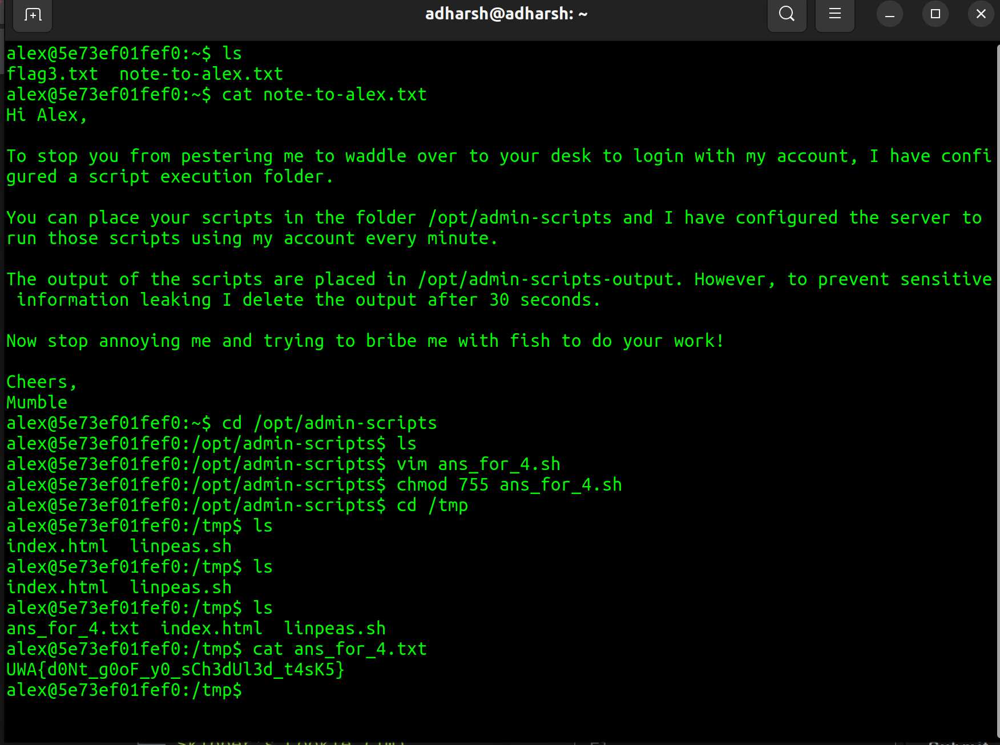 adharsh@adharsh: ~
alex@5e73ef01fef0:~$ ls
flag3.txt  note-to-alex.txt
alex@5e73ef01fef0:~$ cat note-to-alex.txt
Hi Alex,
To stop you from pestering me to waddle over to your desk to login with my account, I have confi
gured a script execution folder.
You can place your scripts in the folder /opt/admin-scripts and I have configured the server to
run those scripts using my account every minute.
The output of the scripts are placed in /opt/admin-scripts-output. However, to prevent sensitive
 information leaking I delete the output after 30 seconds.
Now stop annoying me and trying to bribe me with fish to do your work!
Cheers,
Mumble
alex@5e73ef01fef0:~$ cd /opt/admin-scripts
alex@5e73ef01fef0:/opt/admin-scripts$ ls
alex@5e73ef01fef0:/opt/admin-scripts$ vim ans_for_4.sh
alex@5e73ef01fef0:/opt/admin-scripts$ chmod 755 ans_for_4.sh
alex@5e73ef01fef0:/opt/admin-scripts$ cd /tmp
alex@5e73ef01fef0:/tmp$ ls
index.html  linpeas.sh
alex@5e73ef01fef0:/tmp$ ls
index.html  linpeas.sh
alex@5e73ef01fef0:/tmp$ ls
ans_for_4.txt  index.html  linpeas.sh
alex@5e73ef01fef0:/tmp$ cat ans_for_4.txt
UWA{d0Nt_g0oF_y0_sCh3dUl3d_t4sK5}
alex@5e73ef01fef0:/tmp$